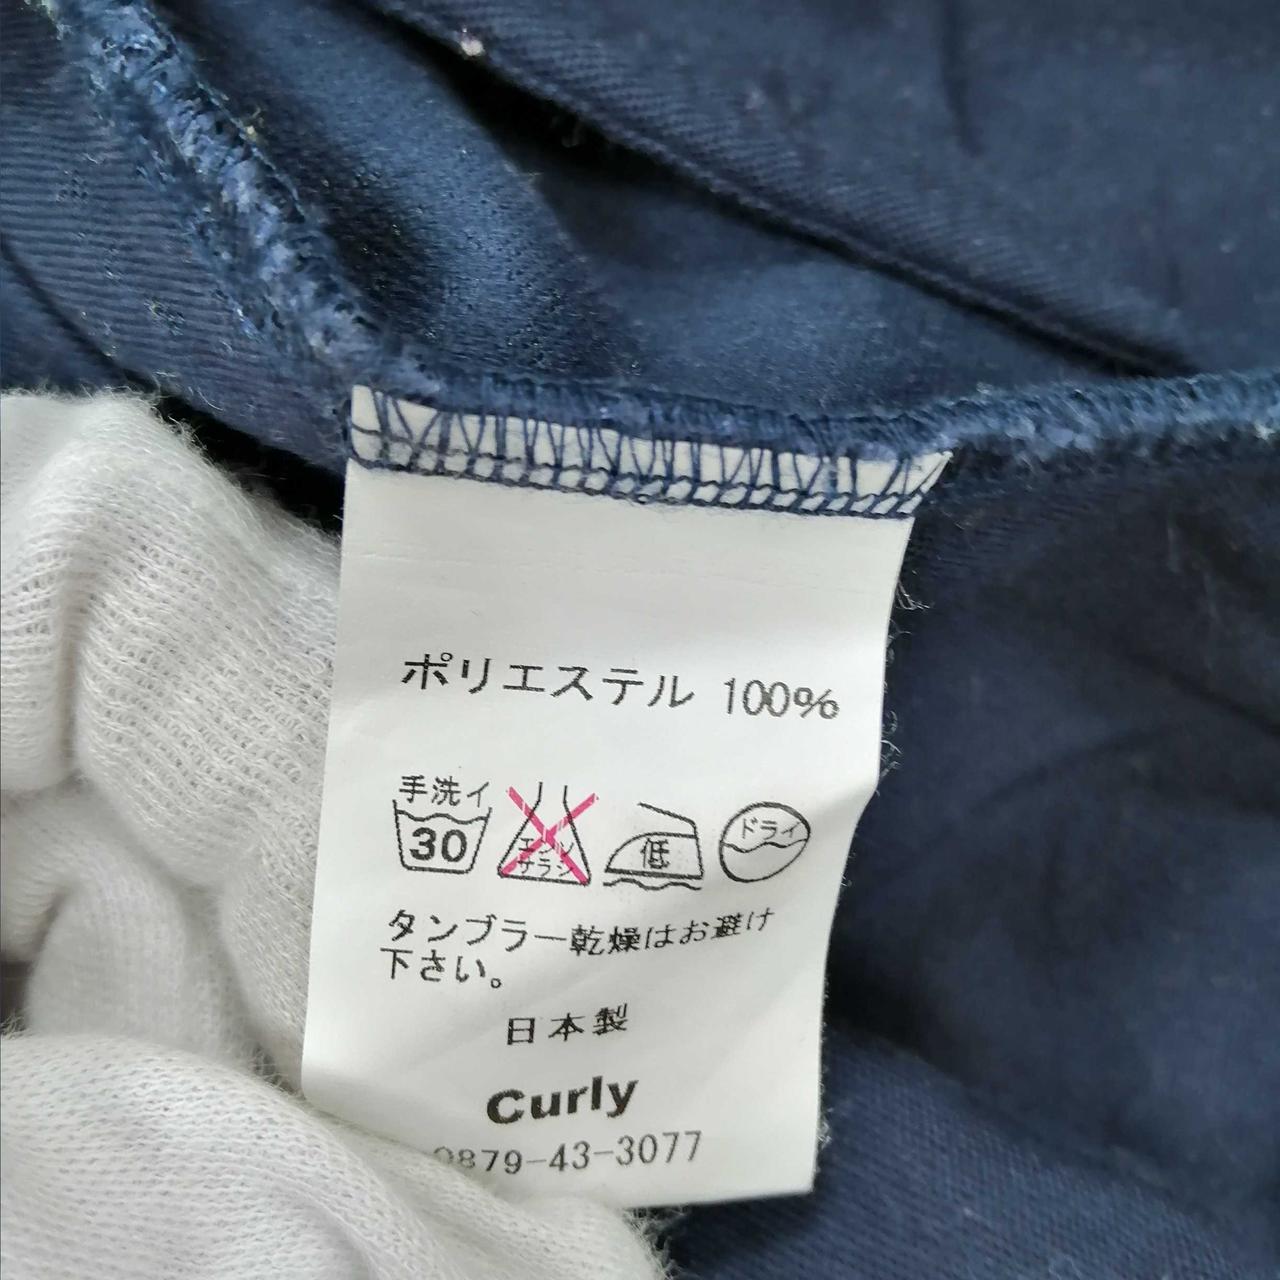 ポリエステル 100%
手洗イ
30
エンソ
サラシ
低
ドライ
タンブラー乾燥はお避け
下さい。
日本製
Curly
0879-43-3077